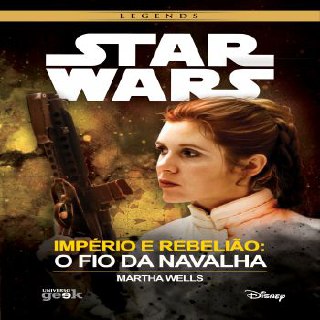 LEGENDS
STAR
WARS
IMPÉRIO E REBELIÃO:
O FIO DA NAVALHA
MARTHA WELLS
UNIVERSO
geek
Disney